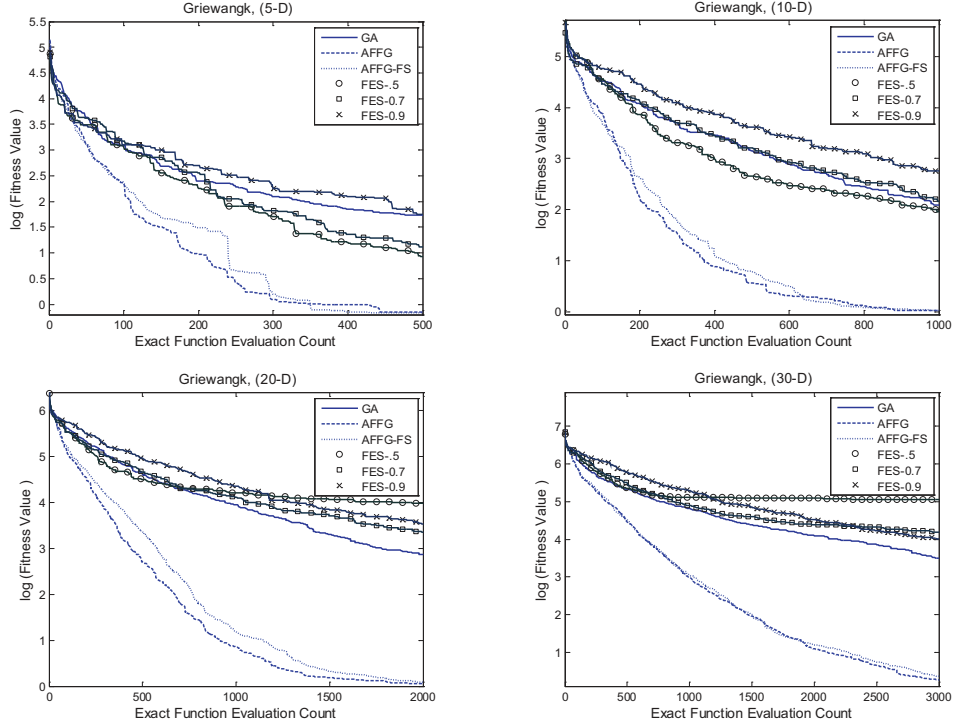 Griewangk, (5-D)
5.5
5
4.5
4
3.5
3
2.5
2
1.5
1
0.5
0
log (Fitness Value)
GA
AFFG
AFFG-FS
FES-.5
FES-0.7
FES-0.9
0
100
200
300
400
500
Exact Function Evaluation Count
Griewangk, (10-D)
5
4
3
2
1
0
log (Fitness Value)
GA
AFFG
AFFG-FS
FES-.5
FES-0.7
FES-0.9
0
200
400
600
800
1000
Exact Function Evaluation Count
Griewangk, (20-D)
6
5
4
3
2
1
0
log (Fitness Value)
GA
AFFG
AFFG-FS
FES-.5
FES-0.7
FES-0.9
0
500
1000
1500
2000
Exact Function Evaluation Count
Griewangk, (30-D)
7
6
5
4
3
2
1
0
log (Fitness Value)
GA
AFFG
AFFG-FS
FES-.5
FES-0.7
FES-0.9
0
500
1000
1500
2000
2500
3000
Exact Function Evaluation Count